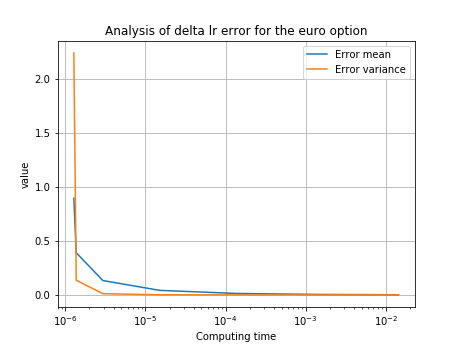 Analysis of delta lr error for the euro option
Error mean
Error variance
2.0
1.5
1.0
0.5
0.0
value
10⁻⁶
10⁻⁵
10⁻⁴
10⁻³
10⁻²
Computing time